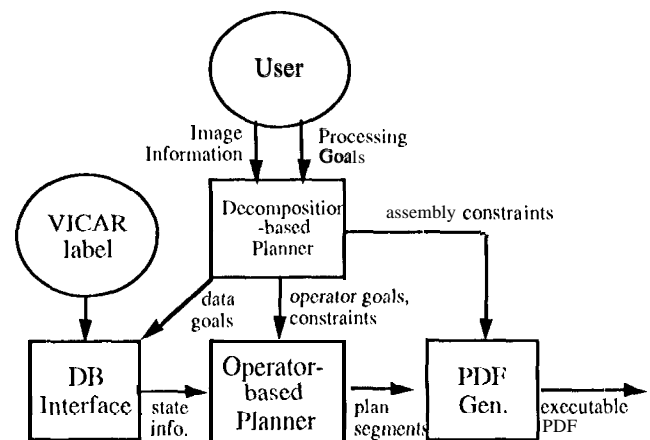 User
Image
Information
Processing
Goals
VICAR
label
Decomposition
-based
Planner
assembly constraints
data
goals
operator goals,
constraints
DB
Interface
state
info.
Operator-
based
Planner
plan
segments
PDF
Gen.
executable
PDF